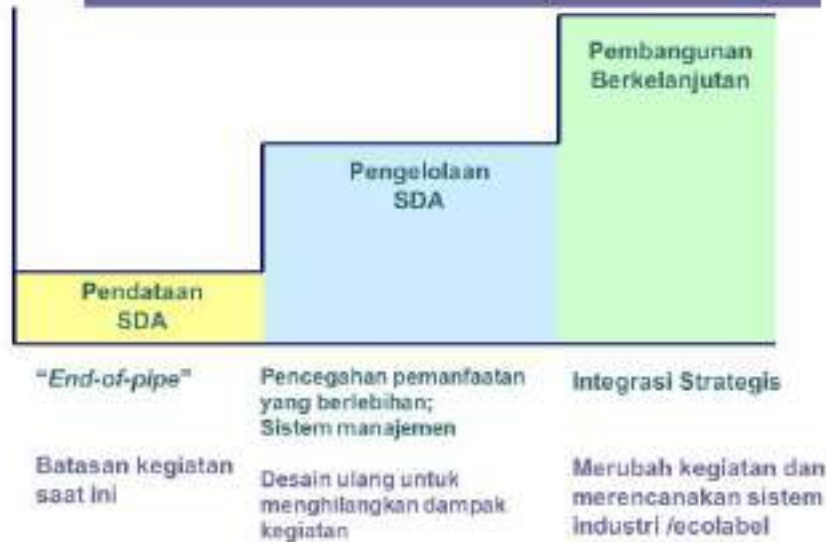 Pembangunan
Berkelanjutan
Pengelolaan
SDA
Pendataan
SDA
"End-of-pipe"
Pencegahan pemanfaatan
yang berlebihan;
Sistem manajemen
Integrasi Strategis
Batasan kegiatan
saat ini
Desain ulang untuk
menghilangkan dampak
kegiatan
Merubah kegiatan dan
merencanakan sistem
industri /ecolabel